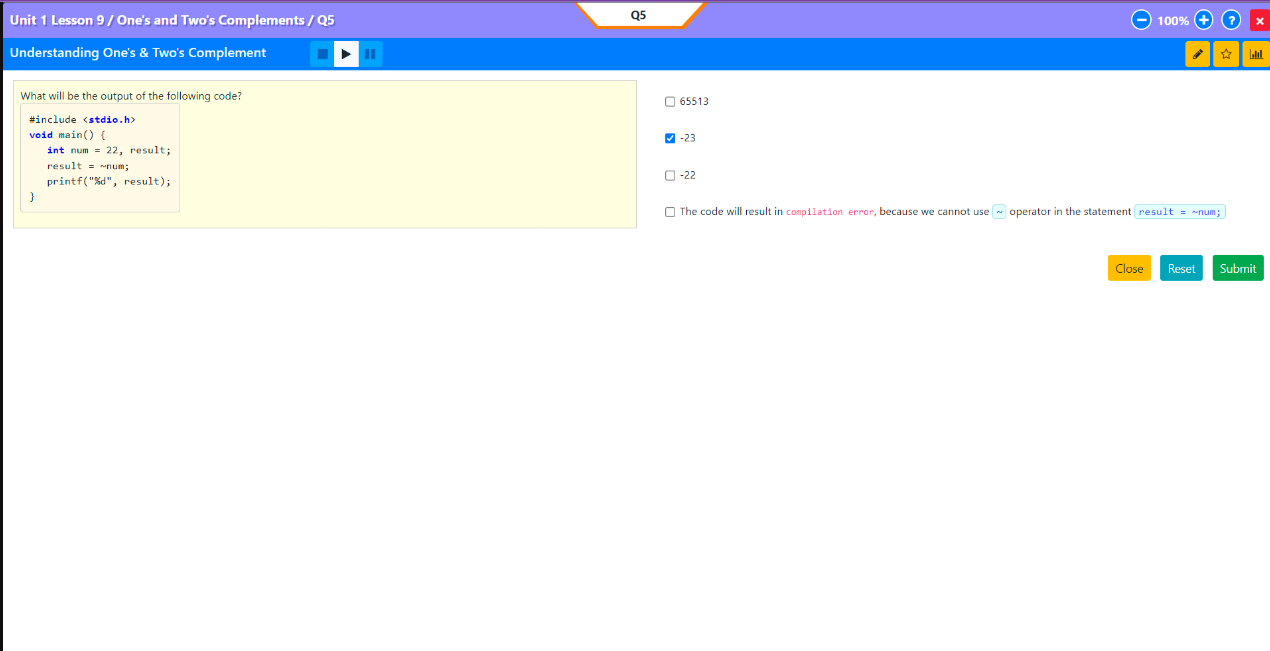 Unit 1 Lesson 9 / One's and Two's Complements / Q5
Q5
100%
?
x
Understanding One's & Two's Complement
What will be the output of the following code?
#include <stdio.h>
void main() {
int num = 22, result;
result = ~num;
printf("%d", result);
}
65513
-23
-22
The code will result in compilation error, because we cannot use ~ operator in the statement result = ~num;
Close Reset Submit